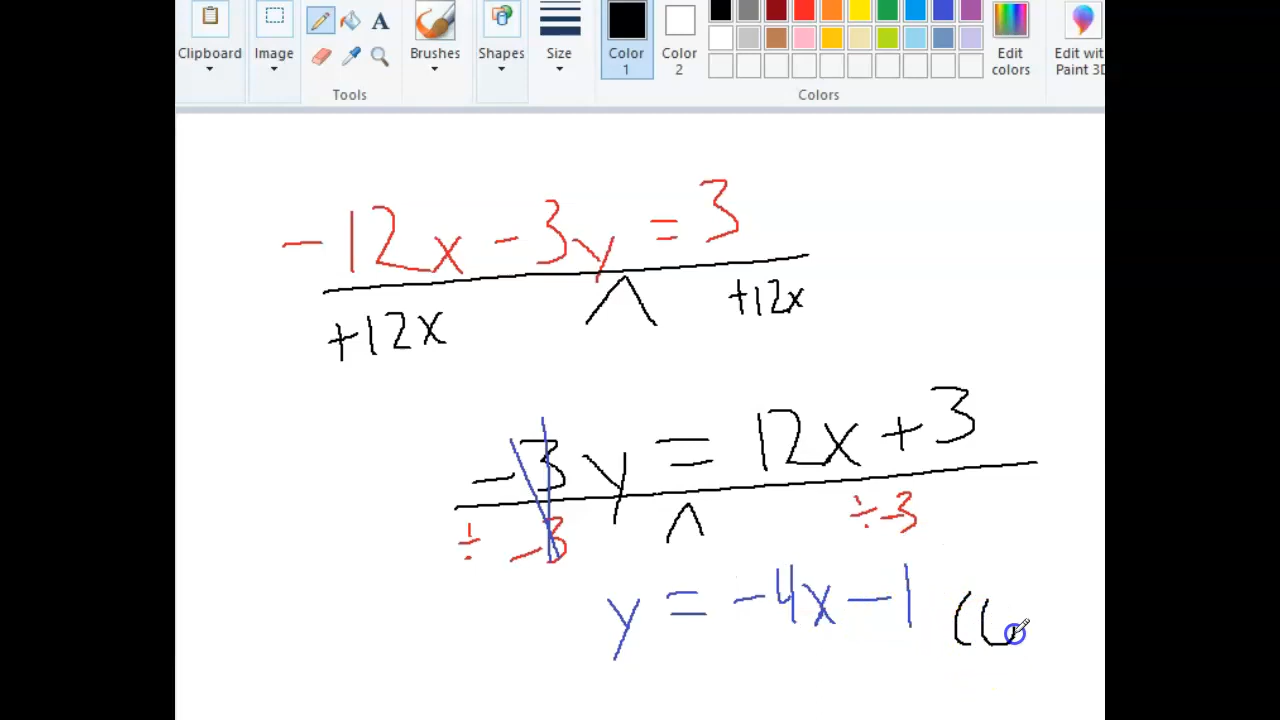 Clipboard Image Tools Brushes Shapes Size Color 1 Color 2 Colors Edit colors Edit with Paint 3D
A
-12x - 3y = 3
+12x +12x
-3y = 12x + 3
÷ -3 ÷-3
y = -4x - 1